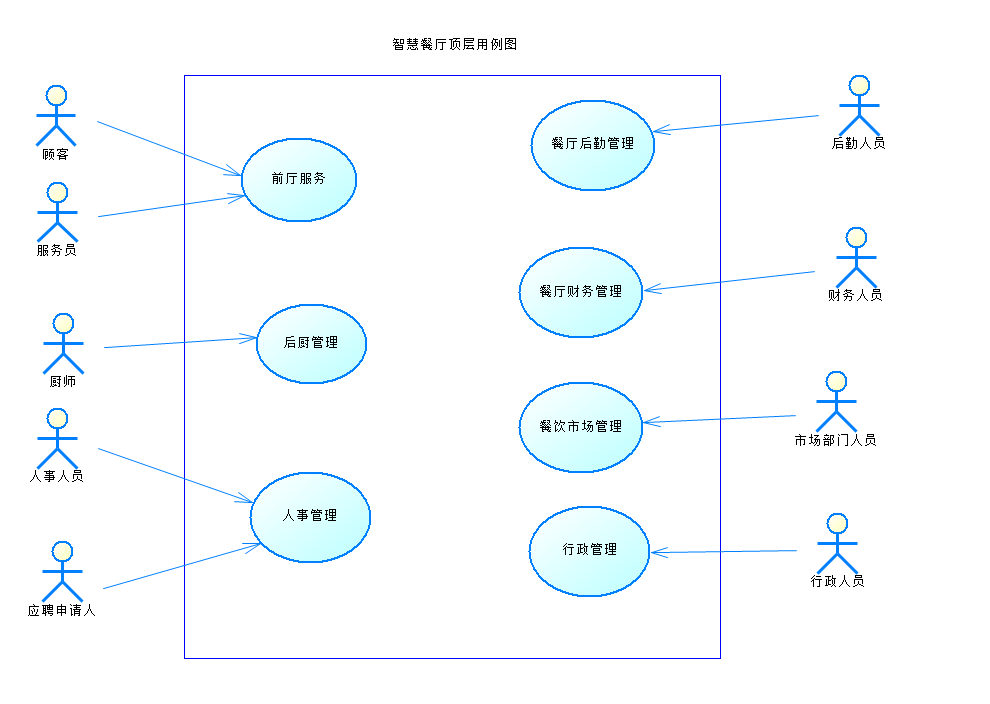 智慧餐厅顶层用例图
顾客
服务员
厨师
人事人员
应聘申请人
前厅服务
后厨管理
人事管理
餐厅后勤管理
餐厅财务管理
餐饮市场管理
行政管理
后勤人员
财务人员
市场部门人员
行政人员